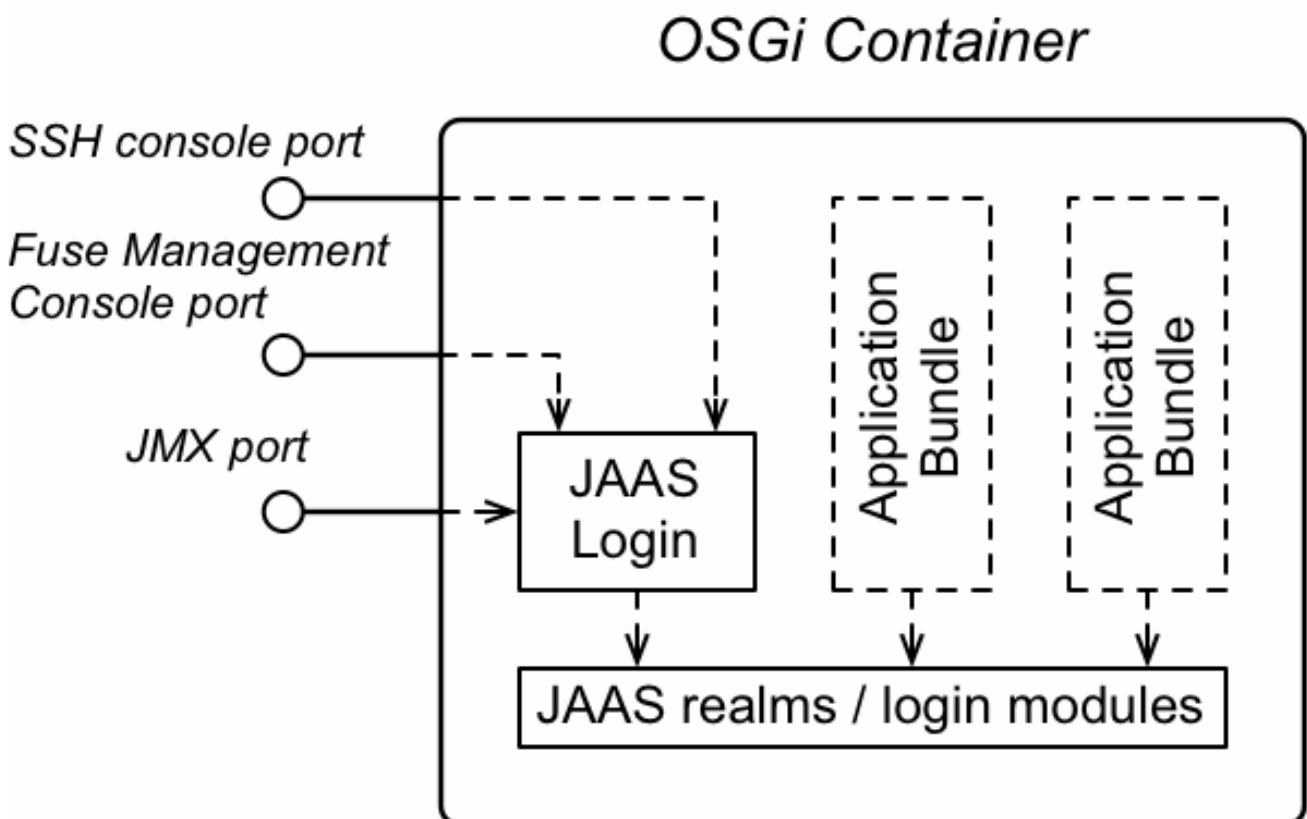 OSGi Container
SSH console port
Fuse Management
Console port
JMX port
JAAS
Login
Application
Bundle
Application
Bundle
JAAS realms / login modules